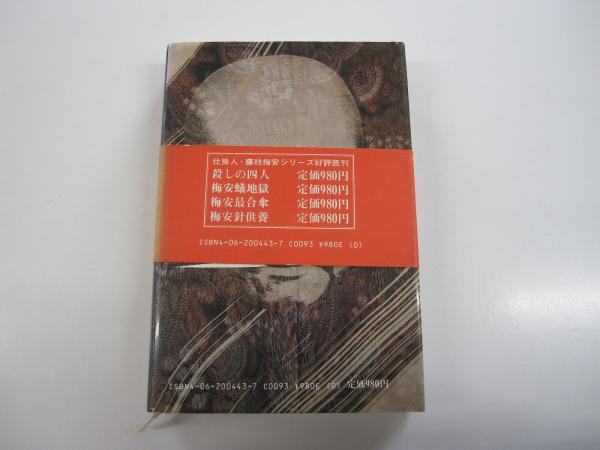 仕掛人・藤枝梅安シリーズ好評既刊
殺しの四人 定価980円
梅安蟻地獄 定価980円
梅安最合傘 定価980円
梅安針供養 定価980円
ISBN4-06-200443-7 C0093 ¥980E (0)
ISBN4-06-200443-7 C0093 ¥980E (0) 定価980円